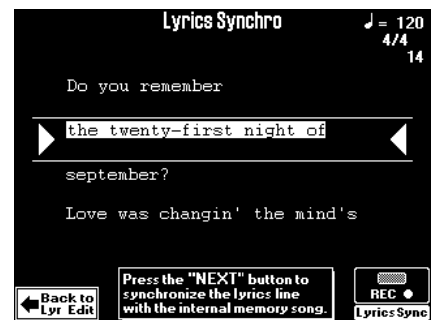 Lyrics Synchro
♩= 120
4/4
14
Do you remember
the twenty-first night of
september?
Love was changin' the mind's
Back to
Lyr Edit
Press the "NEXT" button to
synchronize the lyrics line
with the internal memory song.
REC ●
Lyrics Sync